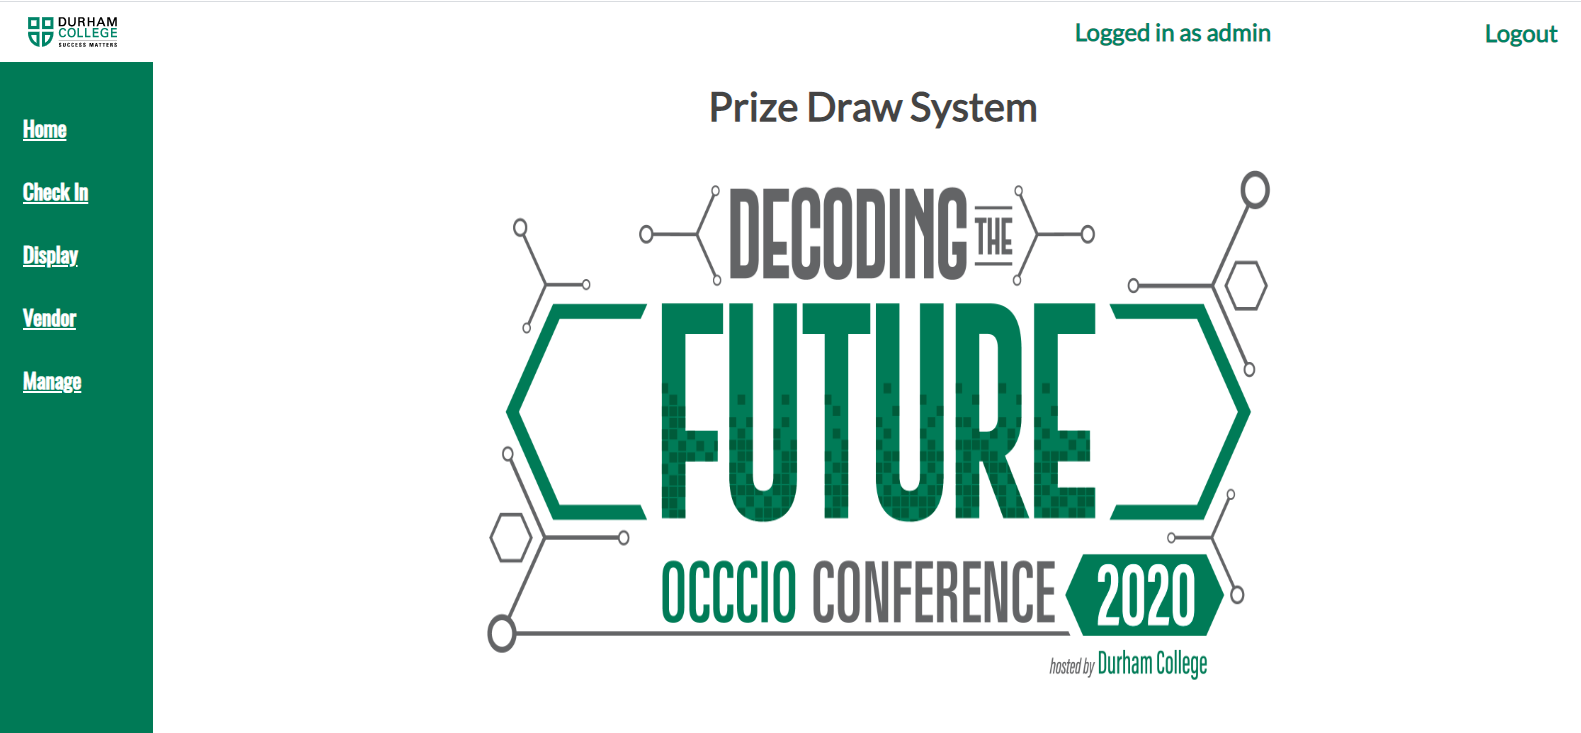 DURHAM
COLLEGE
SUCCESS MATTERS
Logged in as admin
Logout
Home
Check In
Display
Vendor
Manage
Prize Draw System
DECODING THE
FUTURE
OCCCIO CONFERENCE 2020
hosted by Durham College